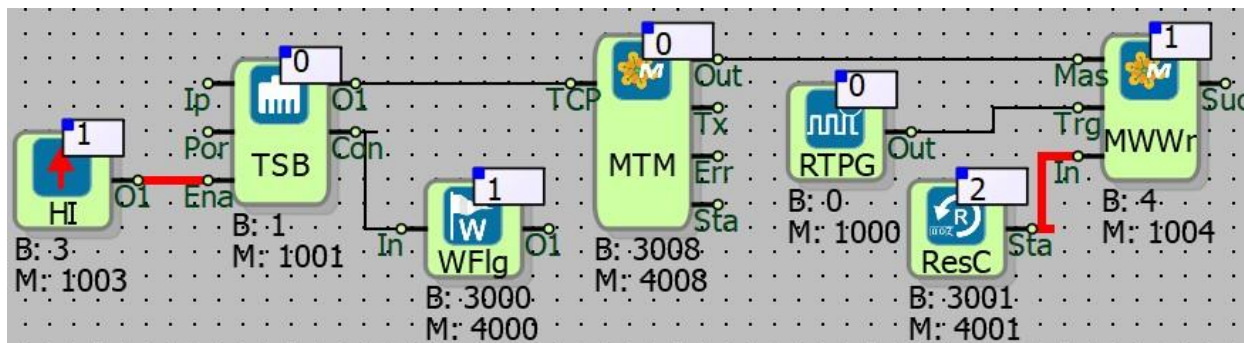 1
O1
HI
B: 3
M: 1003
0
Ip
Por
Ena
O1
Con
TSB
B: 1
M: 1001
1
In
O1
WFlg
B: 3000
M: 4000
0
M
TCP
Out
Tx
Err
Sta
MTM
B: 3008
M: 4008
0
Out
RTPG
B: 0
M: 1000
2
R
Sta
ResC
B: 3001
M: 4001
1
M
Mas
Trg
In
Suc
MWWr
B: 4
M: 1004